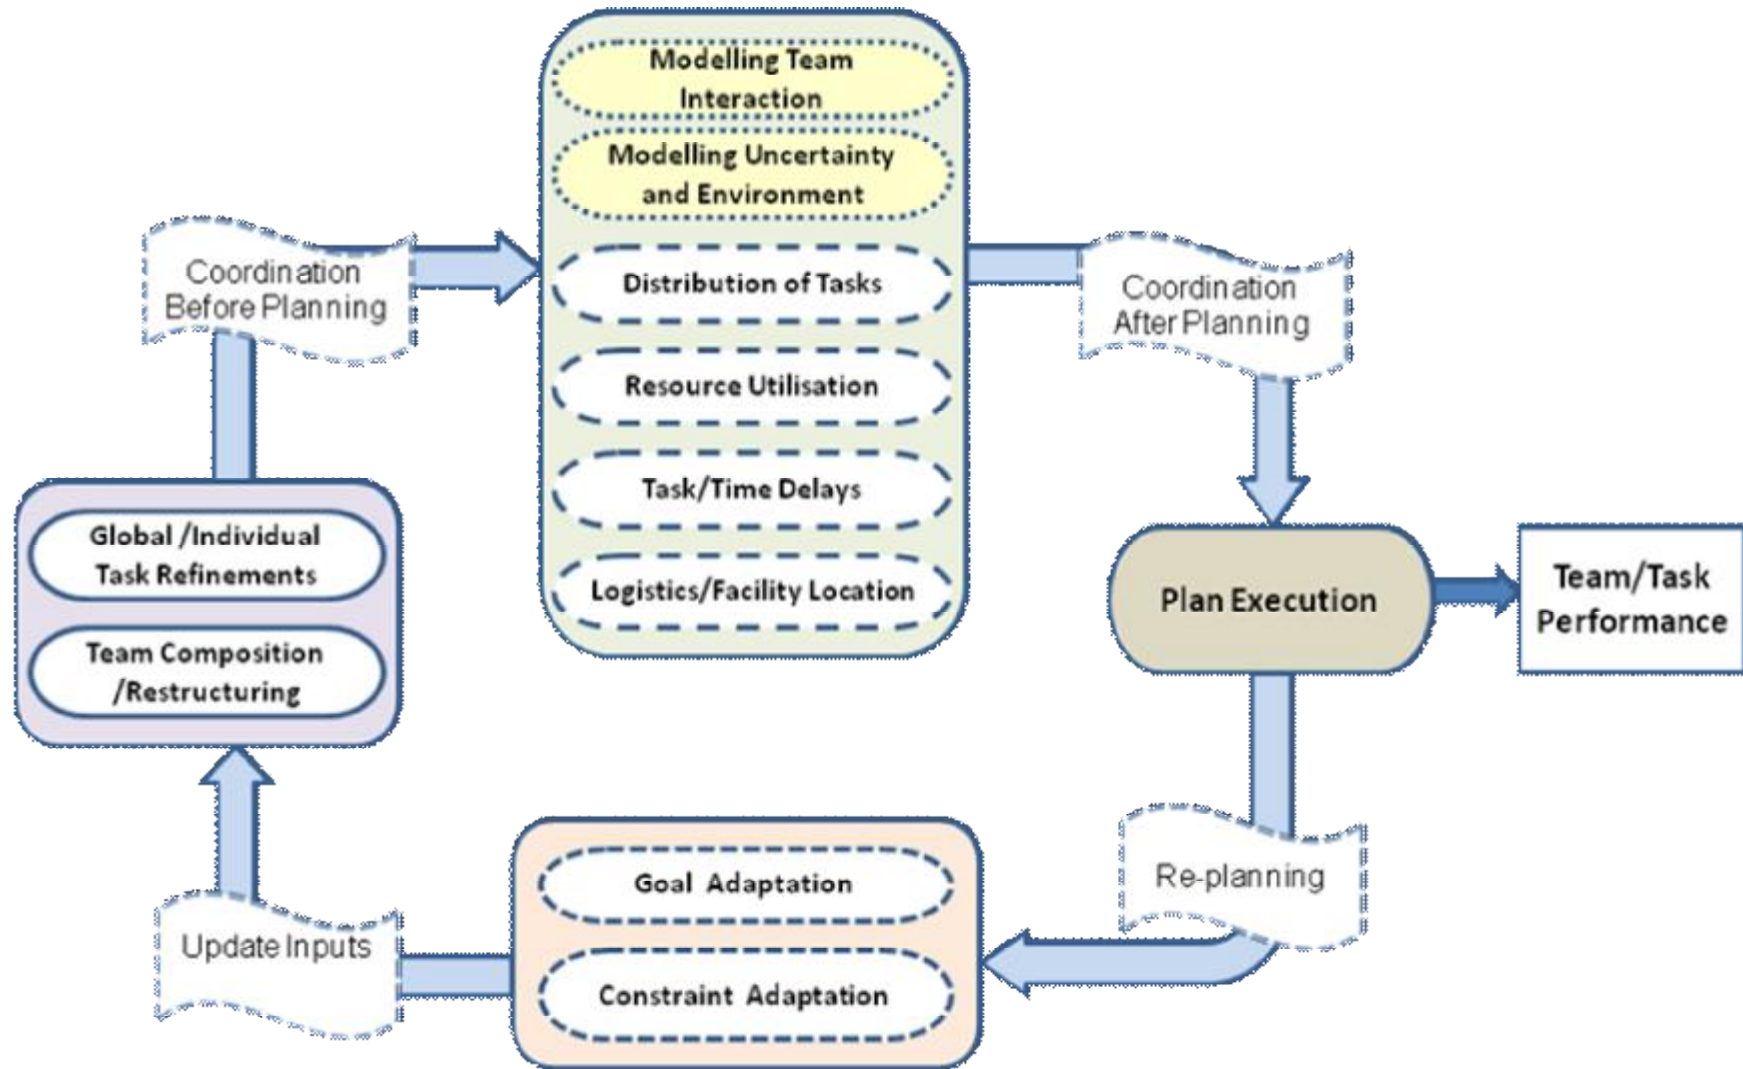 Modelling Team
Interaction
Modelling Uncertainty
and Environment
Distribution of Tasks
Resource Utilisation
Task/Time Delays
Logistics/Facility Location
Coordination
Before Planning
Coordination
After Planning
Global /Individual
Task Refinements
Team Composition
/Restructuring
Plan Execution
Team/Task
Performance
Re-planning
Goal Adaptation
Constraint Adaptation
Update Inputs